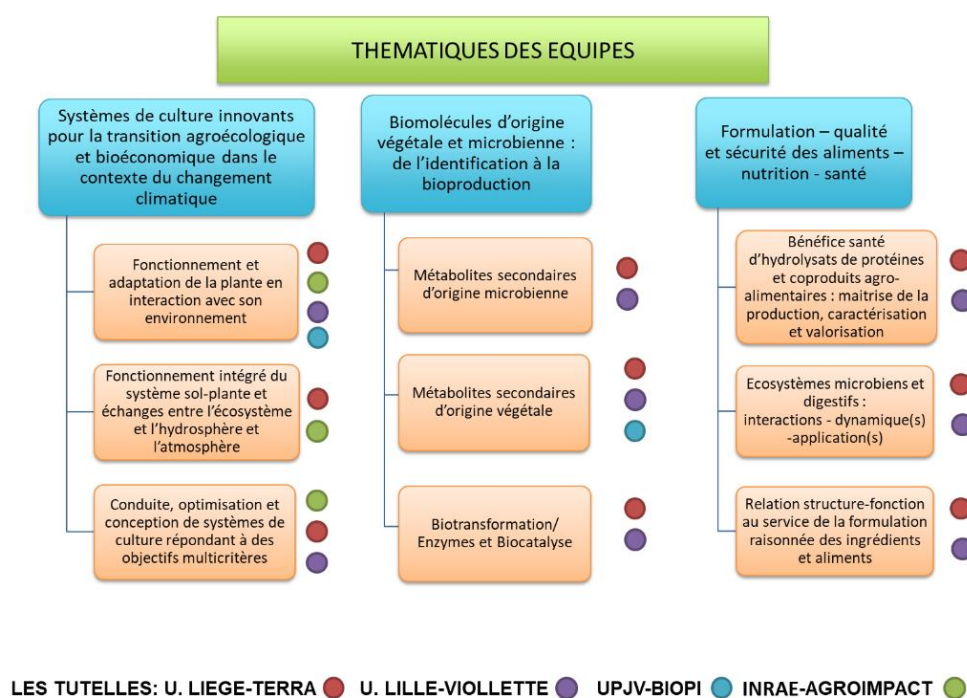 THEMATIQUES DES EQUIPES
Systèmes de culture innovants
pour la transition agroécologique
et bioéconomique dans le
contexte du changement
climatique
Fonctionnement et
adaptation de la plante en
interaction avec son
environnement
Fonctionnement intégré du
système sol-plante et
échanges entre l'écosystème
et l'hydrosphère et
l'atmosphère
Conduite, optimisation et
conception de systèmes de
culture répondant à des
objectifs multicritères
Biomolécules d'origine
végétale et microbienne :
de l'identification à la
bioproduction
Métabolites secondaires
d'origine microbienne
Métabolites secondaires
d'origine végétale
Biotransformation/
Enzymes et Biocatalyse
Formulation – qualité
et sécurité des aliments –
nutrition - santé
Bénéfice santé
d'hydrolysats de protéines
et coproduits agro-
alimentaires : maitrise de la
production, caractérisation
et valorisation
Ecosystèmes microbiens et
digestifs :
interactions - dynamique(s)
-application(s)
Relation structure-fonction
au service de la formulation
raisonnée des ingrédients
et aliments
LES TUTELLES: U. LIEGE-TERRA U. LILLE-VIOLLETTE UPJV-BIOPI INRAE-AGROIMPACT